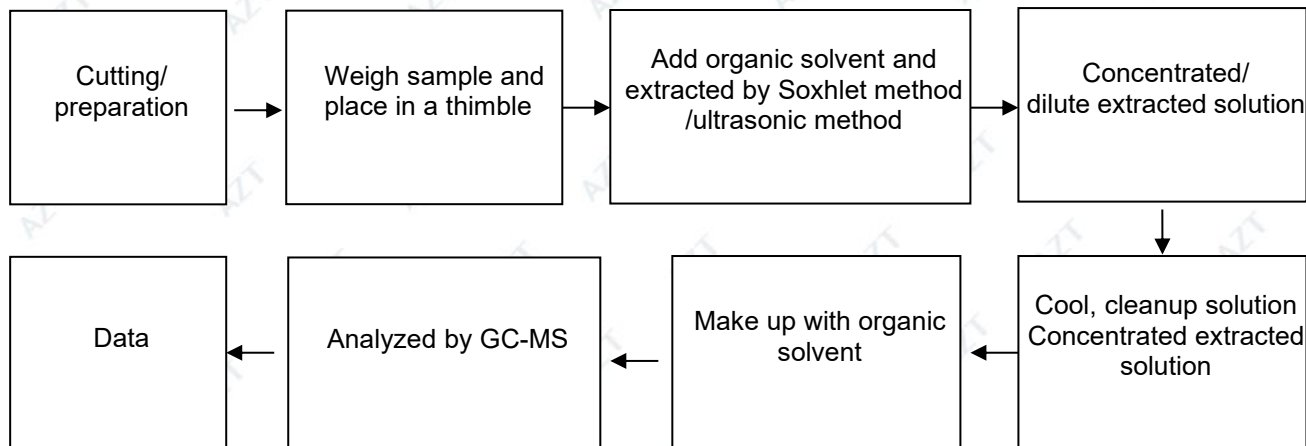 Cutting/
preparation
Weigh sample and
place in a thimble
Add organic solvent and
extracted by Soxhlet method
/ultrasonic method
Concentrated/
dilute extracted solution
Cool, cleanup solution
Concentrated extracted
solution
Make up with organic
solvent
Analyzed by GC-MS
Data
AZT